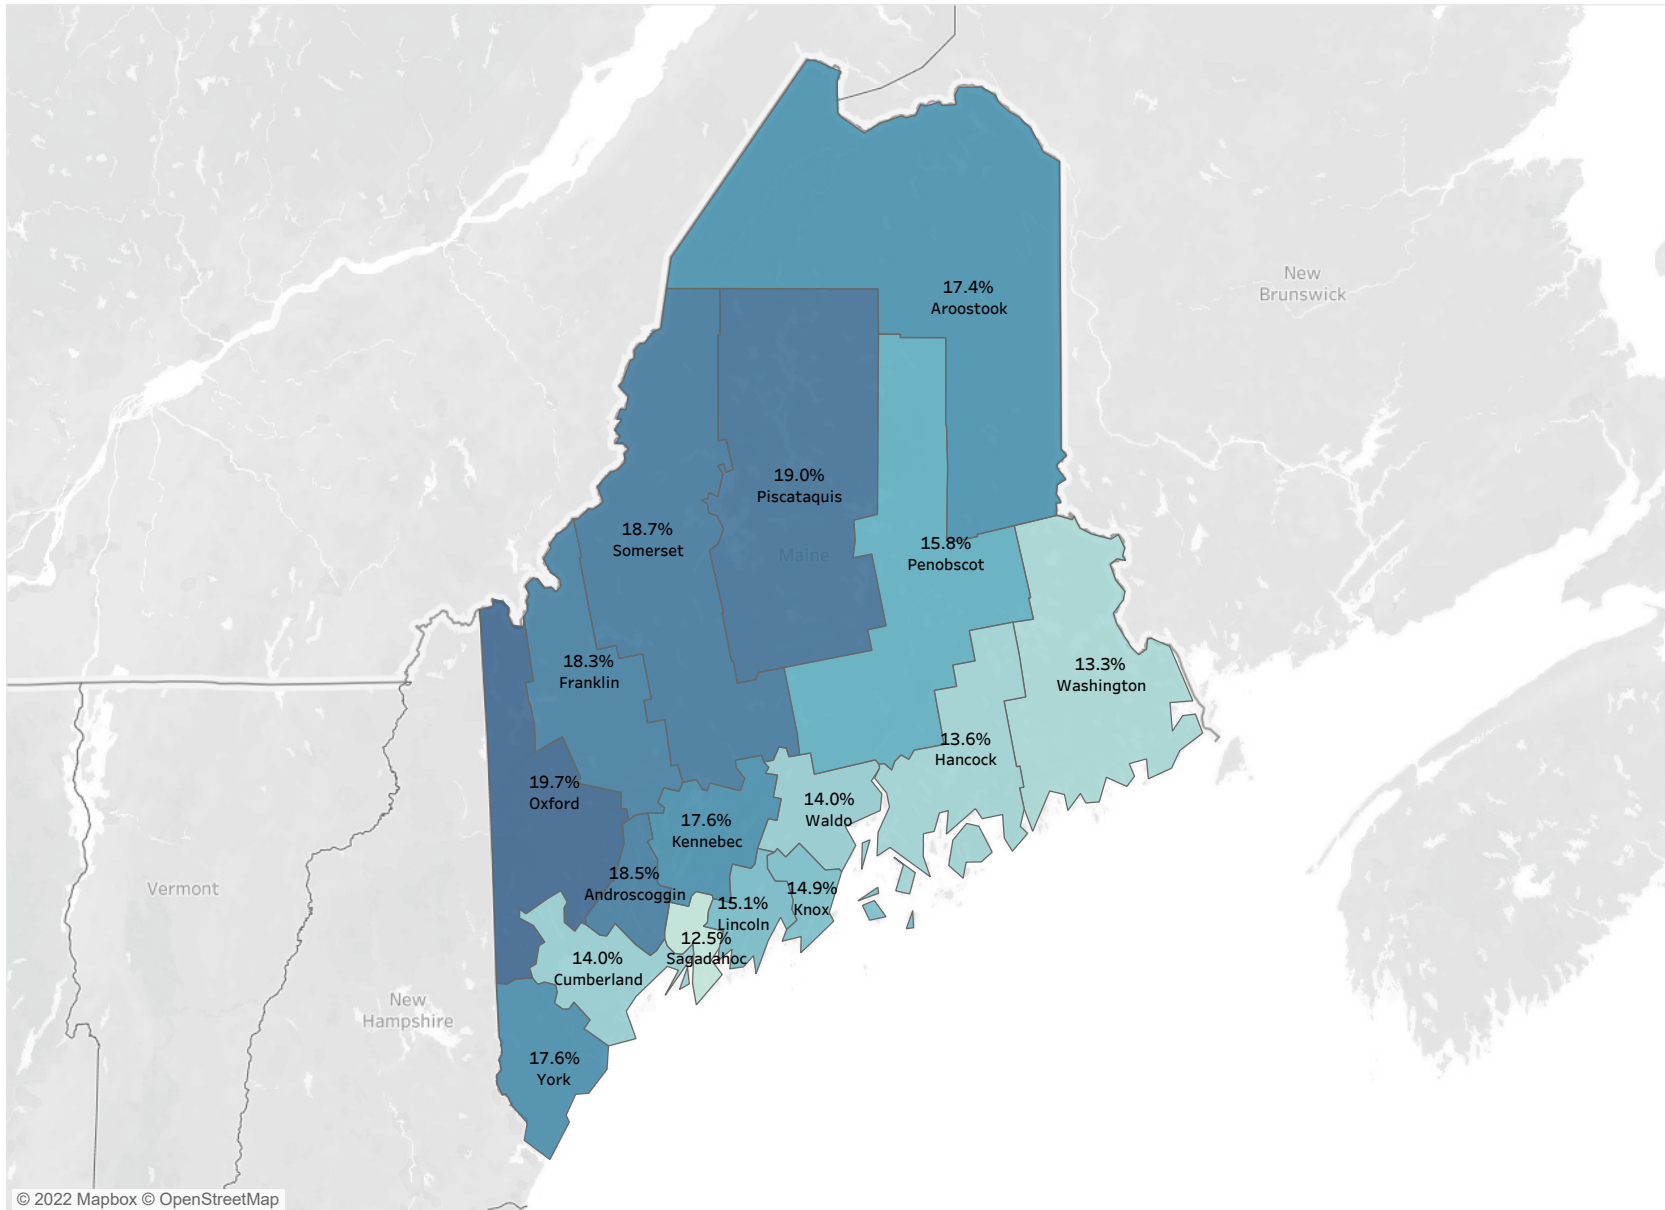 17.4%
Aroostook
New
Brunswick
19.0%
Piscataquis
18.7%
Somerset
Maine
15.8%
Penobscot
18.3%
Franklin
13.3%
Washington
13.6%
Hancock
19.7%
Oxford
14.0%
Waldo
17.6%
Kennebec
18.5%
Androscoggin
14.9%
Knox
15.1%
Lincoln
12.5%
Sagadahoc
14.0%
Cumberland
Vermont
New
Hampshire
17.6%
York
© 2022 Mapbox © OpenStreetMap